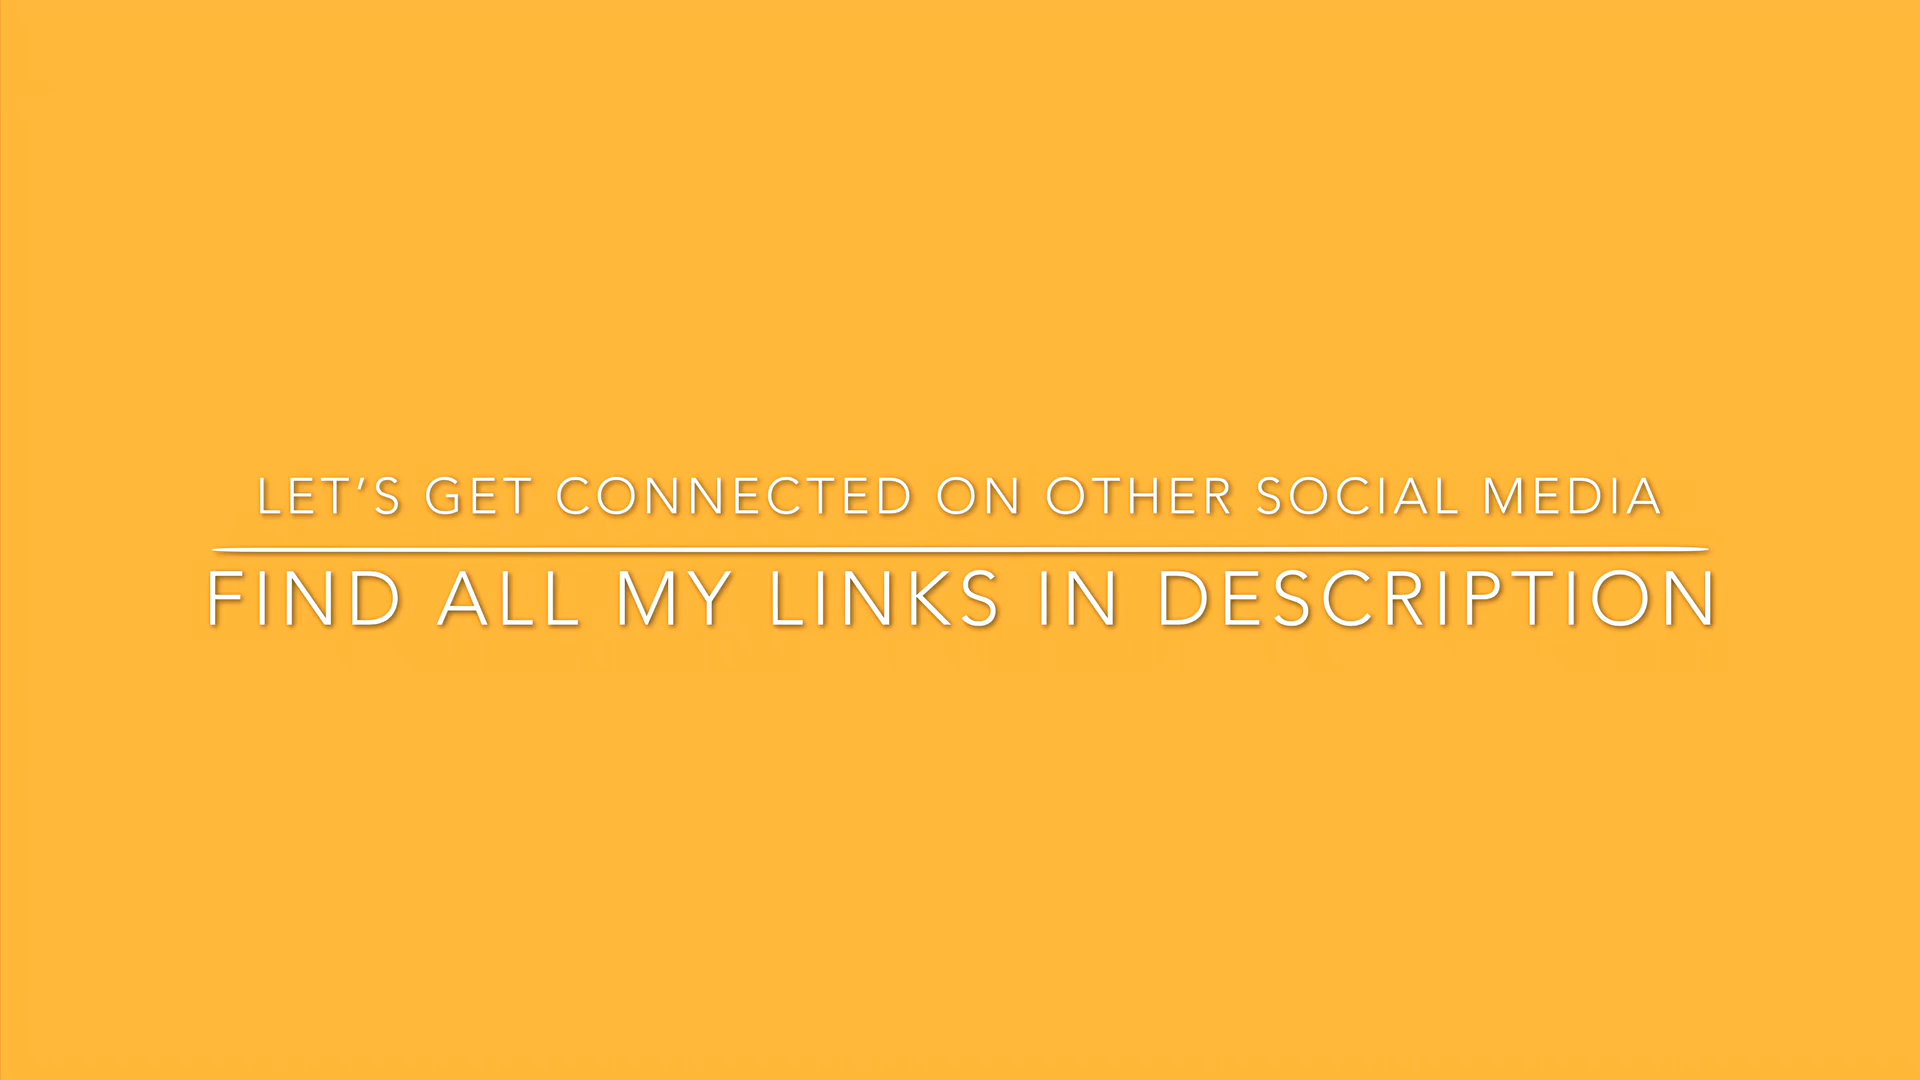 LET’S GET CONNECTED ON OTHER SOCIAL MEDIA
FIND ALL MY LINKS IN DESCRIPTION